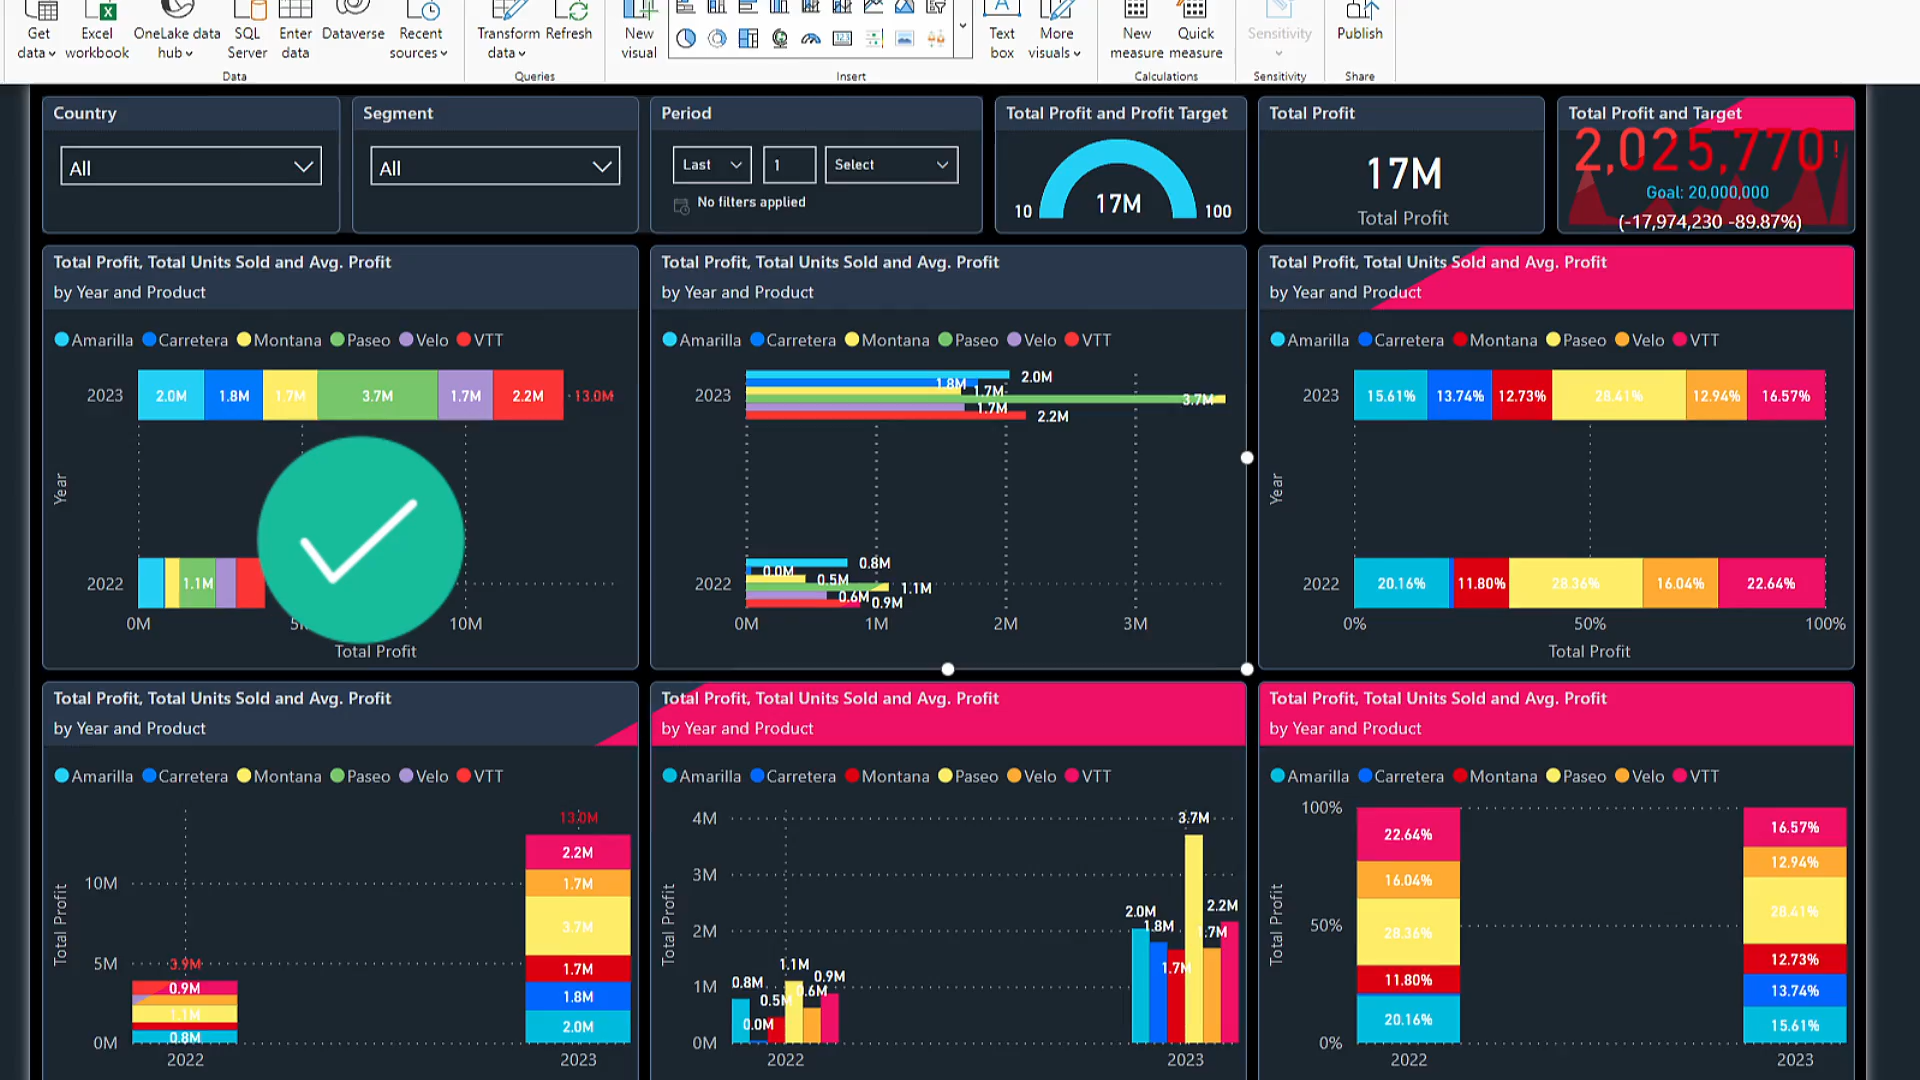 Get data
Excel workbook
OneLake data hub
SQL Server
Enter data
Dataverse
Recent sources
Transform data
Refresh
New visual
Text box
More visuals
New measure
Quick measure
Sensitivity
Publish
Data
Queries
Insert
Calculations
Sensitivity
Share
Country
All
Segment
All
Period
Last
1
Select
No filters applied
Total Profit and Profit Target
10
17M
100
Total Profit
17M
Total Profit
Total Profit and Target
2,025,770!
Goal: 20,000,000
(-17,974,230 -89.87%)
Total Profit, Total Units Sold and Avg. Profit
by Year and Product
Amarilla Carretera Montana Paseo Velo VTT
2023
2.0M 1.8M 1.7M 3.7M 1.7M 2.2M 13.0M
Year
2022
1.1M
0M 10M
Total Profit
Total Profit, Total Units Sold and Avg. Profit
by Year and Product
Amarilla Carretera Montana Paseo Velo VTT
2023
2.0M
1.8M
1.7M
3.7M
1.7M
2.2M
2022
0.8M
0.0M
0.5M
1.1M
0.6M
0.9M
0M 1M 2M 3M
Total Profit, Total Units Sold and Avg. Profit
by Year and Product
Amarilla Carretera Montana Paseo Velo VTT
2023
15.61% 13.74% 12.73% 28.41% 12.94% 16.57%
Year
2022
20.16% 11.80% 28.36% 16.04% 22.64%
0% 50% 100%
Total Profit
Total Profit, Total Units Sold and Avg. Profit
by Year and Product
Amarilla Carretera Montana Paseo Velo VTT
13.0M
2.2M
10M
1.7M
3.7M
Total Profit
5M
3.9M
1.7M
0.9M
1.8M
1.1M
2.0M
0.8M
0M
2022 2023
Total Profit, Total Units Sold and Avg. Profit
by Year and Product
Amarilla Carretera Montana Paseo Velo VTT
4M
3.7M
3M
Total Profit
2.0M
2.2M
1.8M
2M
1.7M
1.7M
1.1M
0.9M
0.8M
1M
0.6M
0.5M
0.0M
0M
2022 2023
Total Profit, Total Units Sold and Avg. Profit
by Year and Product
Amarilla Carretera Montana Paseo Velo VTT
100%
22.64% 16.57%
16.04% 12.94%
50%
28.36% 28.41%
Total Profit
11.80% 12.73%
13.74%
20.16% 15.61%
0%
2022 2023